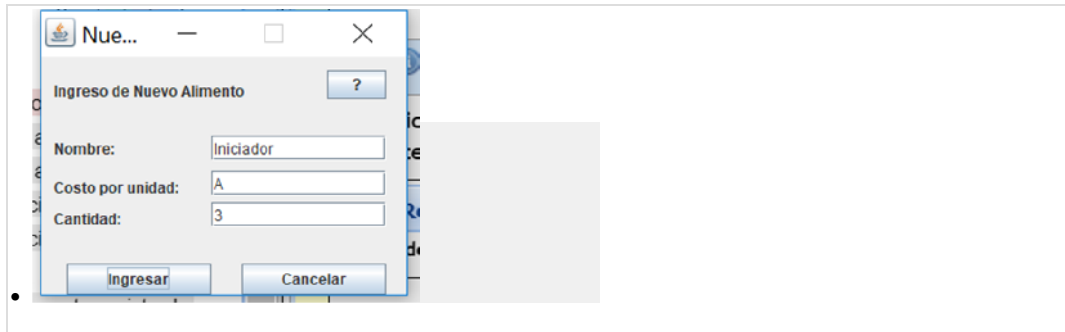 Nue...
Ingreso de Nuevo Alimento ?
Nombre: Iniciador
Costo por unidad: A
Cantidad: 3
Ingresar Cancelar